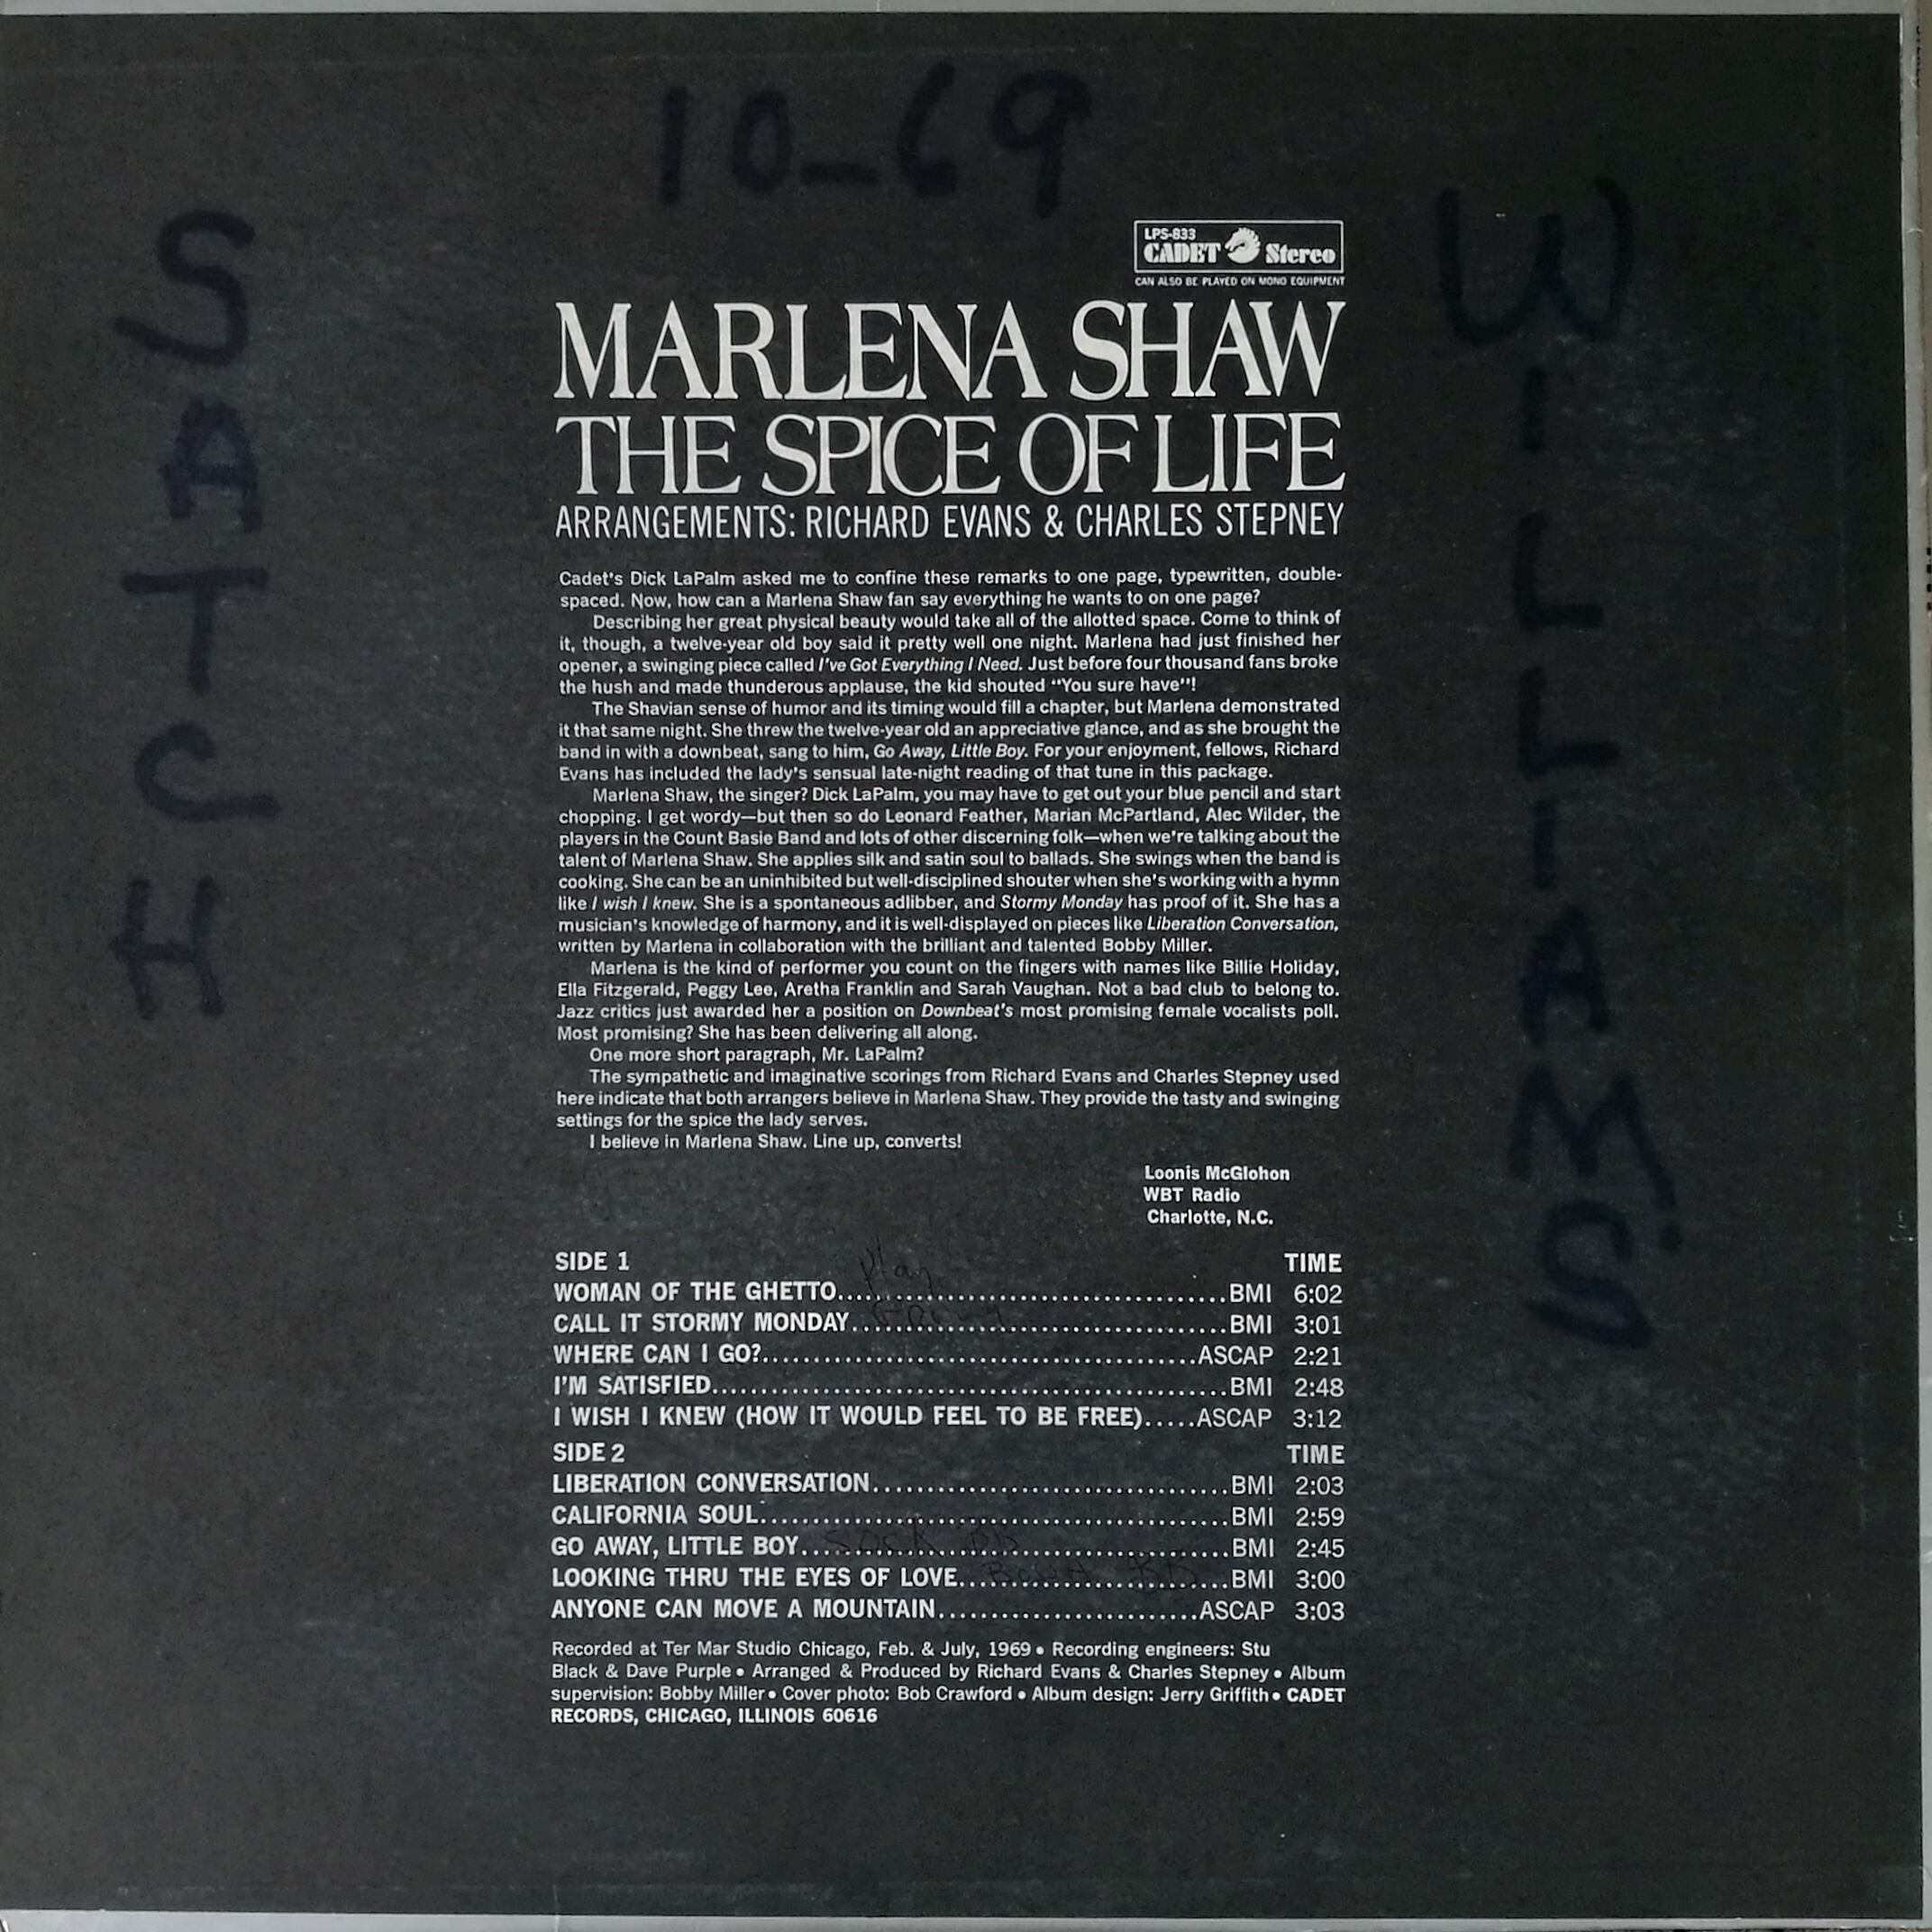 10-69
SATCH
WILLIAMS
LPS-833
CADET Stereo
CAN ALSO BE PLAYED ON MONO EQUIPMENT
MARLENA SHAW
THE SPICE OF LIFE
ARRANGEMENTS: RICHARD EVANS & CHARLES STEPNEY
Cadet's Dick LaPalm asked me to confine these remarks to one page, typewritten, double-
spaced. Now, how can a Marlena Shaw fan say everything he wants to on one page?
Describing her great physical beauty would take all of the allotted space. Come to think of
it, though, a twelve-year old boy said it pretty well one night. Marlena had just finished her
opener, a swinging piece called I've Got Everything I Need. Just before four thousand fans broke
the hush and made thunderous applause, the kid shouted "You sure have"!
The Shavian sense of humor and its timing would fill a chapter, but Marlena demonstrated
it that same night. She threw the twelve-year old an appreciative glance, and as she brought the
band in with a downbeat, sang to him, Go Away, Little Boy. For your enjoyment, fellows, Richard
Evans has included the lady's sensual late-night reading of that tune in this package.
Marlena Shaw, the singer? Dick LaPalm, you may have to get out your blue pencil and start
chopping. I get wordy—but then so do Leonard Feather, Marian McPartland, Alec Wilder, the
players in the Count Basie Band and lots of other discerning folk—when we're talking about the
talent of Marlena Shaw. She applies silk and satin soul to ballads. She swings when the band is
cooking. She can be an uninhibited but well-disciplined shouter when she's working with a hymn
like I wish I knew. She is a spontaneous adlibber, and Stormy Monday has proof of it. She has a
musician's knowledge of harmony, and it is well-displayed on pieces like Liberation Conversation,
written by Marlena in collaboration with the brilliant and talented Bobby Miller.
Marlena is the kind of performer you count on the fingers with names like Billie Holiday,
Ella Fitzgerald, Peggy Lee, Aretha Franklin and Sarah Vaughan. Not a bad club to belong to.
Jazz critics just awarded her a position on Downbeat's most promising female vocalists poll.
Most promising? She has been delivering all along.
One more short paragraph, Mr. LaPalm?
The sympathetic and imaginative scorings from Richard Evans and Charles Stepney used
here indicate that both arrangers believe in Marlena Shaw. They provide the tasty and swinging
settings for the spice the lady serves.
I believe in Marlena Shaw. Line up, converts!
Loonis McGlohon
WBT Radio
Charlotte, N.C.
SIDE 1 TIME
WOMAN OF THE GHETTO........................................BMI 6:02
CALL IT STORMY MONDAY......................................BMI 3:01
WHERE CAN I GO?............................................ASCAP 2:21
I'M SATISFIED....................................................BMI 2:48
I WISH I KNEW (HOW IT WOULD FEEL TO BE FREE).....ASCAP 3:12
SIDE 2 TIME
LIBERATION CONVERSATION....................................BMI 2:03
CALIFORNIA SOUL...............................................BMI 2:59
GO AWAY, LITTLE BOY...........................................BMI 2:45
LOOKING THRU THE EYES OF LOVE...........................BMI 3:00
ANYONE CAN MOVE A MOUNTAIN..........................ASCAP 3:03
Recorded at Ter Mar Studio Chicago, Feb. & July, 1969 • Recording engineers: Stu
Black & Dave Purple • Arranged & Produced by Richard Evans & Charles Stepney • Album
supervision: Bobby Miller • Cover photo: Bob Crawford • Album design: Jerry Griffith • CADET
RECORDS, CHICAGO, ILLINOIS 60616